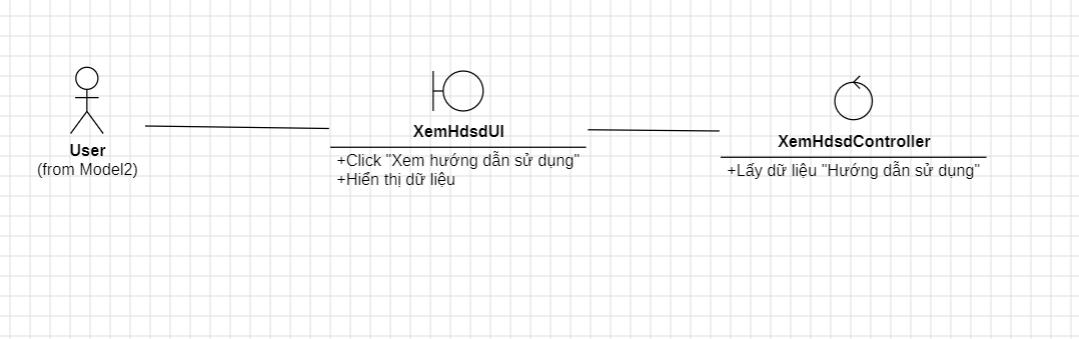 User
(from Model2)
XemHdsdUI
+Click "Xem hướng dẫn sử dụng"
+Hiển thị dữ liệu
XemHdsdController
+Lấy dữ liệu "Hướng dẫn sử dụng"